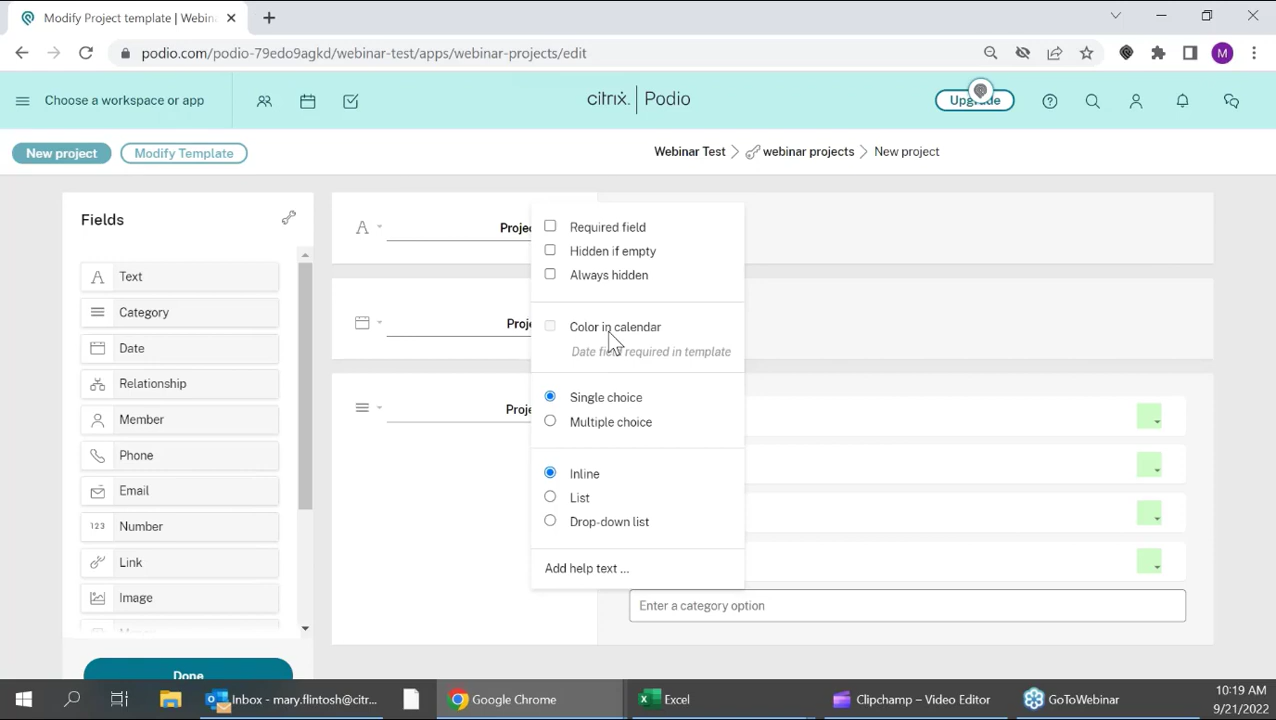 Modify Project template | Webin
podio.com/podio-79edo9agkd/webinar-test/apps/webinar-projects/edit
M
Choose a workspace or app
citrix. | Podio
Upgrade
New project
Modify Template
Webinar Test
webinar projects
New project
Fields
Text
Category
Date
Relationship
Member
Phone
Email
123 Number
Link
Image
Done
A
Projec
Proje
Proje
Required field
Hidden if empty
Always hidden
Color in calendar
Date field required in template
Single choice
Multiple choice
Inline
List
Drop-down list
Add help text ...
Enter a category option
Inbox - mary.flintosh@citr...
Google Chrome
Excel
Clipchamp – Video Editor
GoToWebinar
10:19 AM
9/21/2022